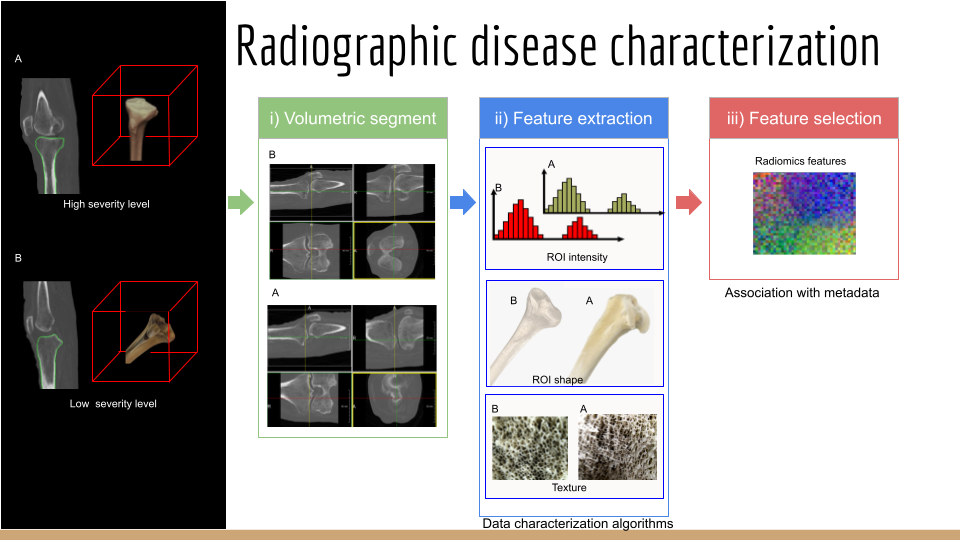 Radiographic disease characterization
A
High severity level
B
Low severity level
i) Volumetric segment
B
A
ii) Feature extraction
A
B
ROI intensity
B
A
ROI shape
B
A
Texture
Data characterization algorithms
iii) Feature selection
Radiomics features
Association with metadata